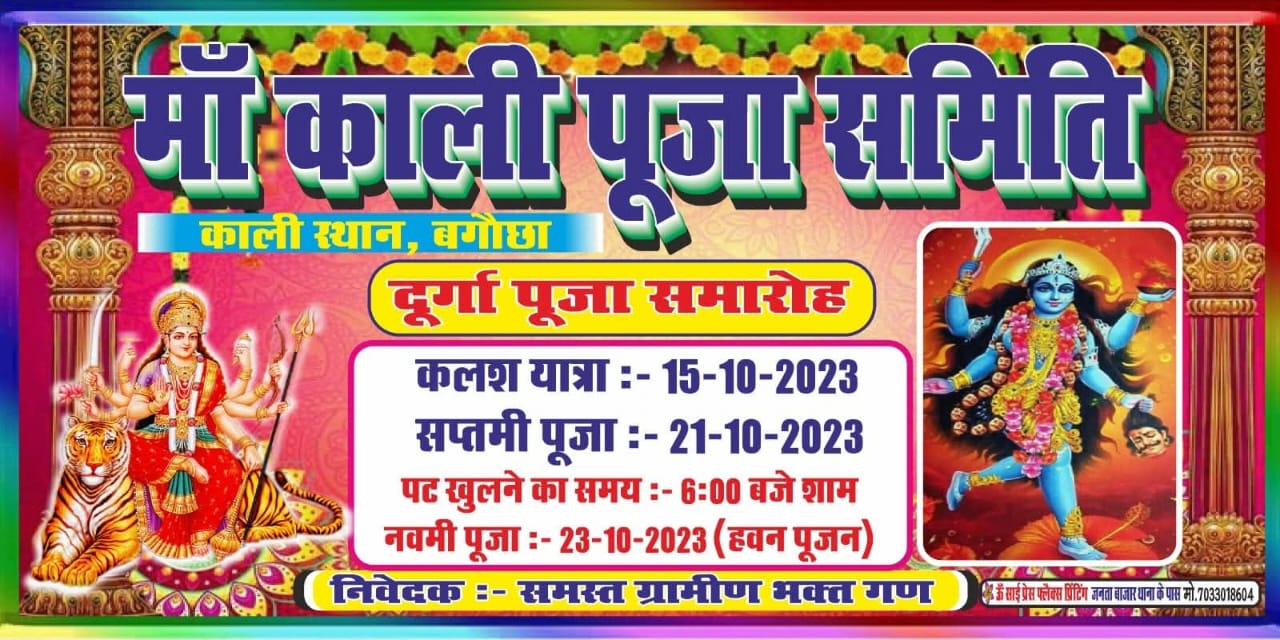 माँ काली पूजा समिति
काली स्थान, बगौछा
दूर्गा पूजा समारोह
कलश यात्रा :- 15-10-2023
सप्तमी पूजा :- 21-10-2023
पट खुलने का समय :- 6:00 बजे शाम
नवमी पूजा :- 23-10-2023 (हवन पूजन)
निवेदक :- समस्त ग्रामीण भक्त गण
ॐ साई प्रेस फ्लैक्स प्रिंटिंग जनता बाजार थाना के पास मो.7033018604